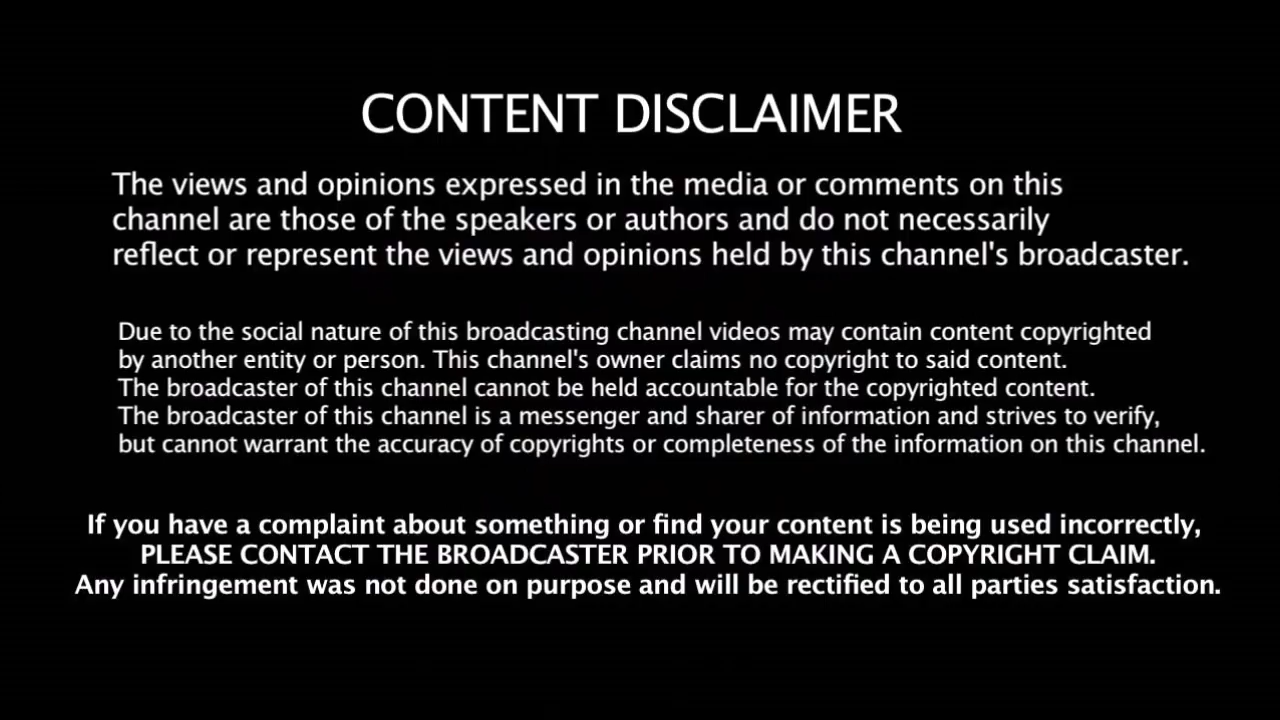 CONTENT DISCLAIMER
The views and opinions expressed in the media or comments on this
channel are those of the speakers or authors and do not necessarily
reflect or represent the views and opinions held by this channel's broadcaster.
Due to the social nature of this broadcasting channel videos may contain content copyrighted
by another entity or person. This channel's owner claims no copyright to said content.
The broadcaster of this channel cannot be held accountable for the copyrighted content.
The broadcaster of this channel is a messenger and sharer of information and strives to verify,
but cannot warrant the accuracy of copyrights or completeness of the information on this channel.
If you have a complaint about something or find your content is being used incorrectly,
PLEASE CONTACT THE BROADCASTER PRIOR TO MAKING A COPYRIGHT CLAIM.
Any infringement was not done on purpose and will be rectified to all parties satisfaction.